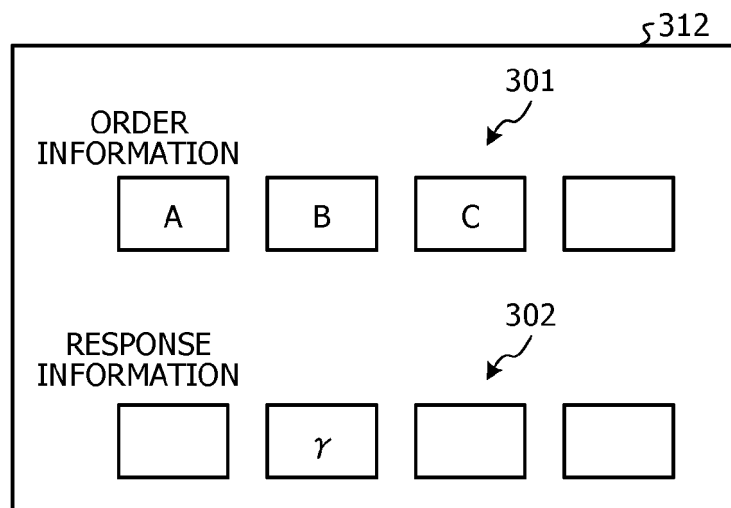 312
301
ORDER
INFORMATION
A B C
302
RESPONSE
INFORMATION
γ